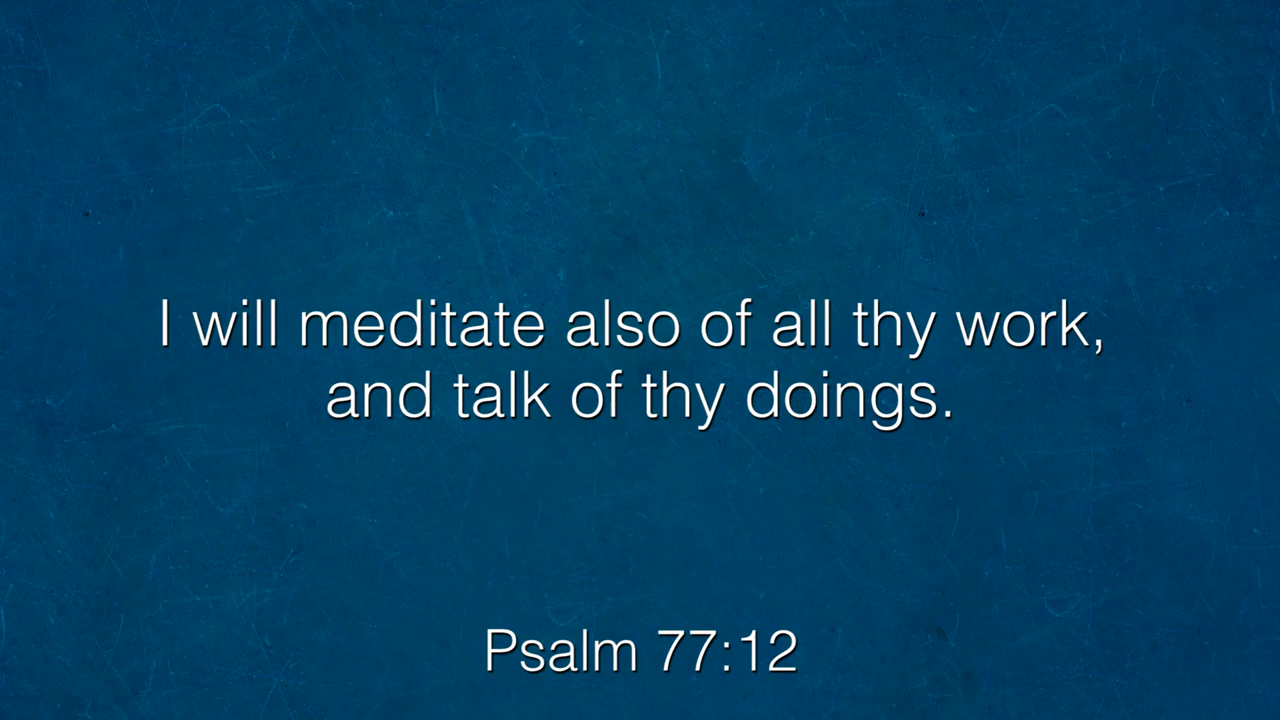 I will meditate also of all thy work,
and talk of thy doings.
Psalm 77:12